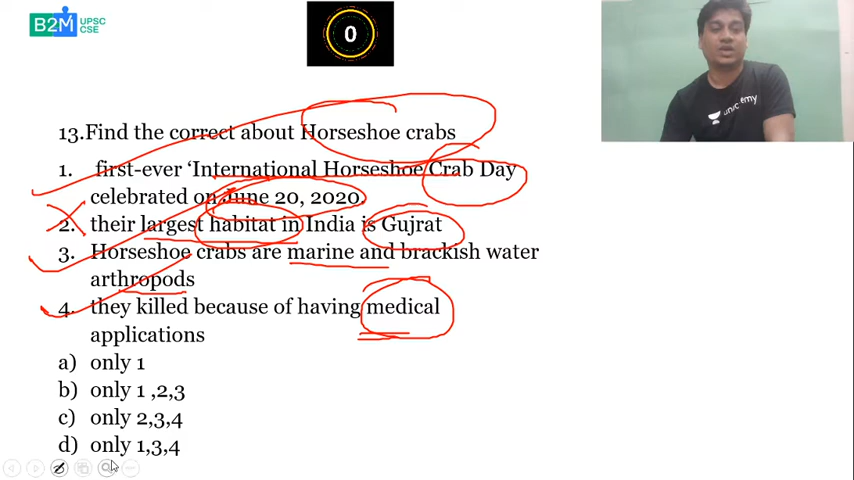 B2M UPSC
CSE
0
unacademy
13.Find the correct about Horseshoe crabs
1. first-ever ‘International Horseshoe Crab Day
celebrated on June 20, 2020.
2. their largest habitat in India is Gujrat
3. Horseshoe crabs are marine and brackish water
arthropods
4. they killed because of having medical
applications
a) only 1
b) only 1 ,2,3
c) only 2,3,4
d) only 1,3,4